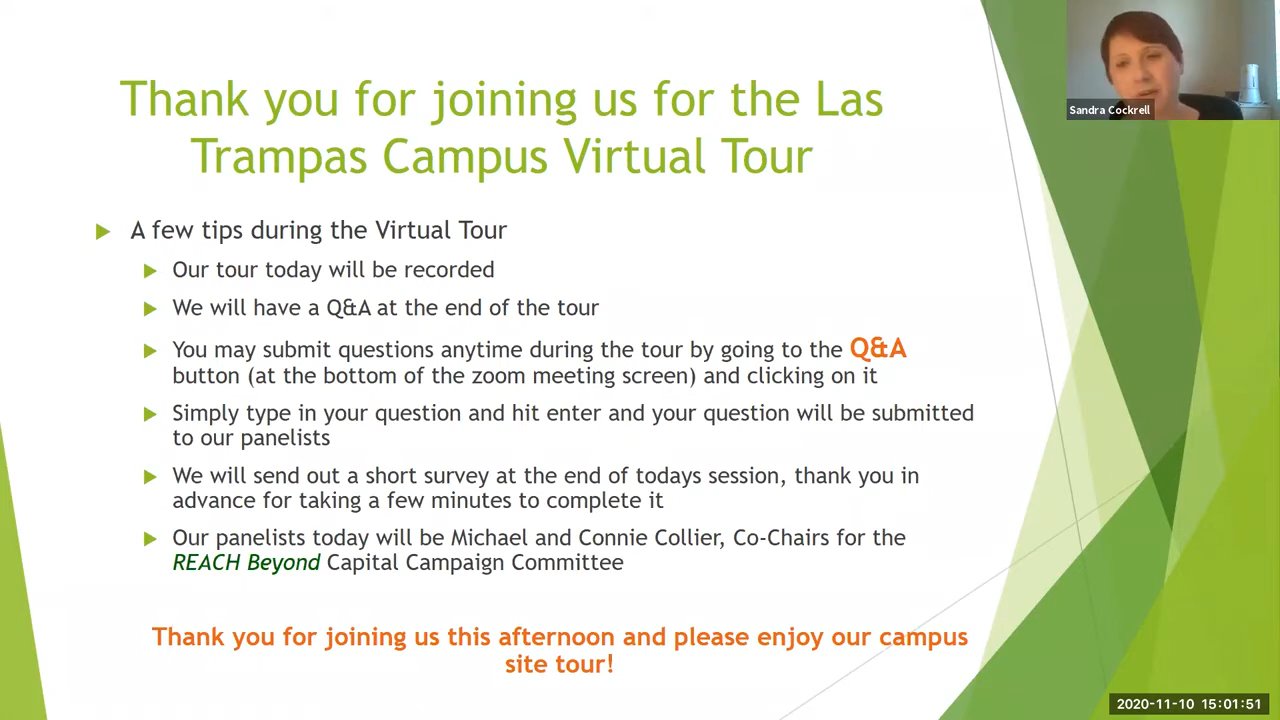 Thank you for joining us for the Las
Trampas Campus Virtual Tour
Sandra Cockrell
A few tips during the Virtual Tour
Our tour today will be recorded
We will have a Q&A at the end of the tour
You may submit questions anytime during the tour by going to the Q&A
button (at the bottom of the zoom meeting screen) and clicking on it
Simply type in your question and hit enter and your question will be submitted
to our panelists
We will send out a short survey at the end of todays session, thank you in
advance for taking a few minutes to complete it
Our panelists today will be Michael and Connie Collier, Co-Chairs for the
REACH Beyond Capital Campaign Committee
Thank you for joining us this afternoon and please enjoy our campus
site tour!
2020-11-10 15:01:51